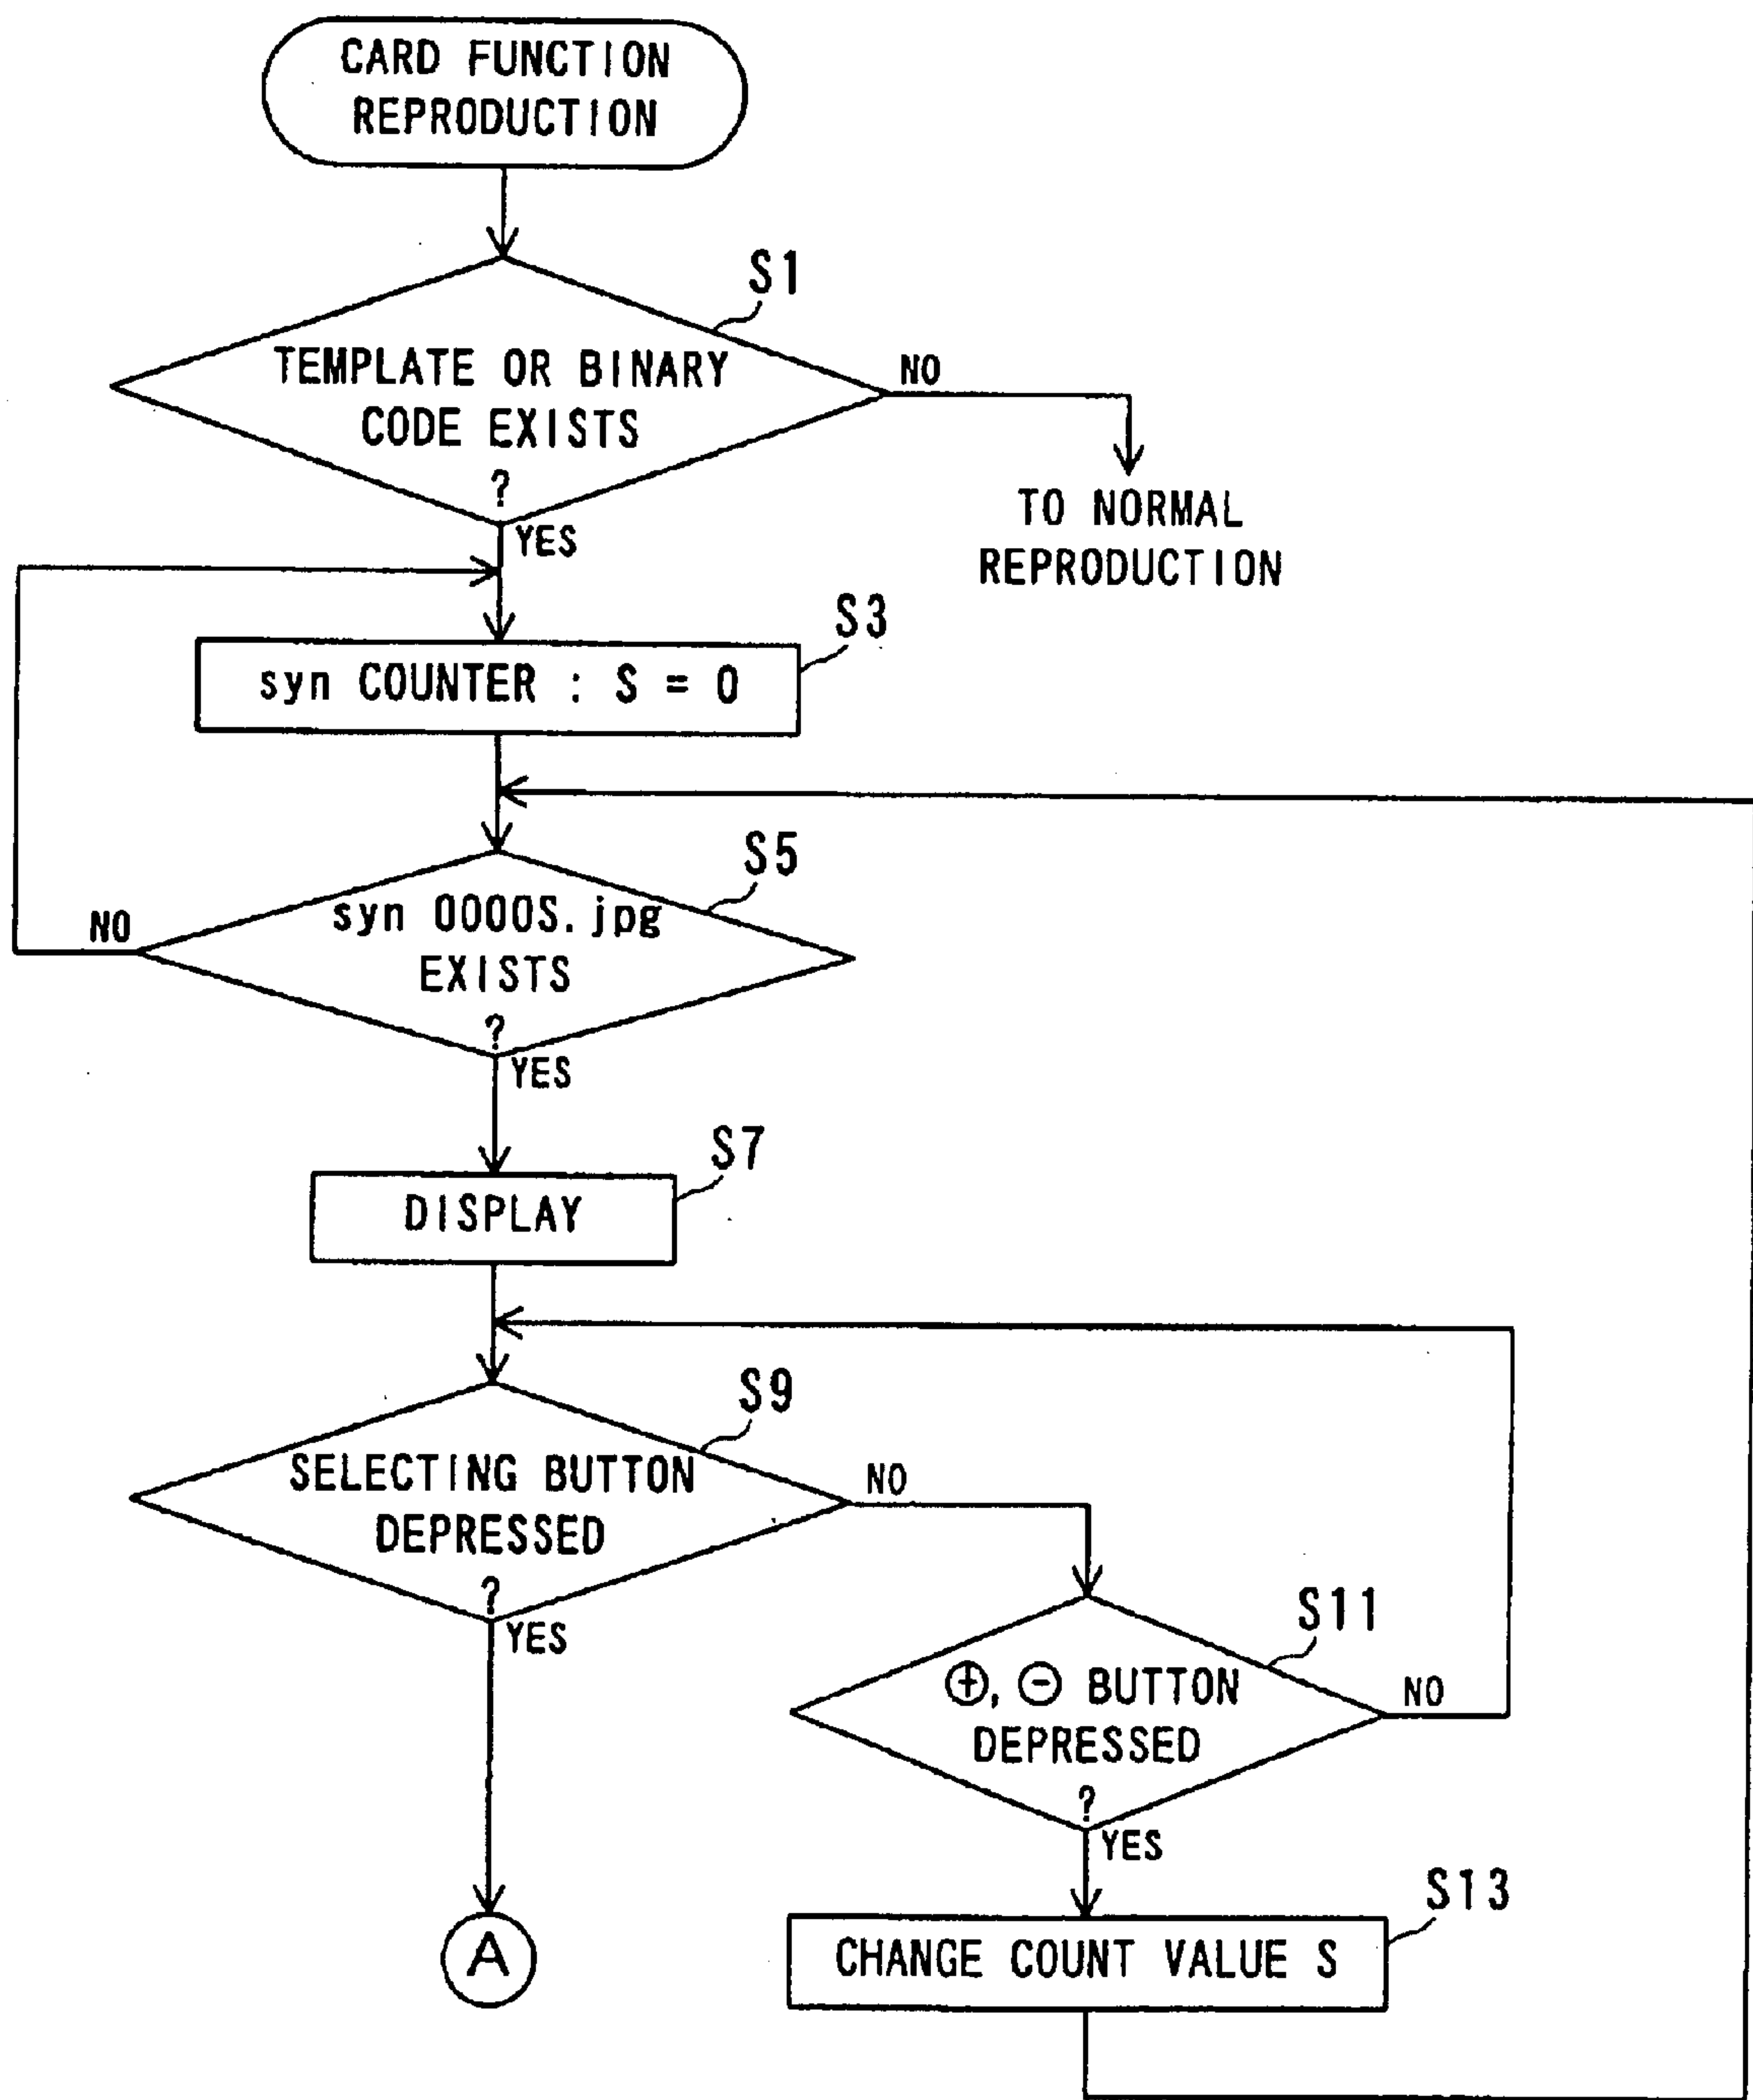 CARD FUNCTION
REPRODUCTION
S1
TEMPLATE OR BINARY
CODE EXISTS
?
NO
YES
TO NORMAL
REPRODUCTION
S3
syn COUNTER : S = 0
S5
syn 0000S.jpg
EXISTS
?
NO
YES
S7
DISPLAY
S9
SELECTING BUTTON
DEPRESSED
?
NO
YES
S11
⊕, ⊖ BUTTON
DEPRESSED
?
NO
YES
S13
CHANGE COUNT VALUE S
A